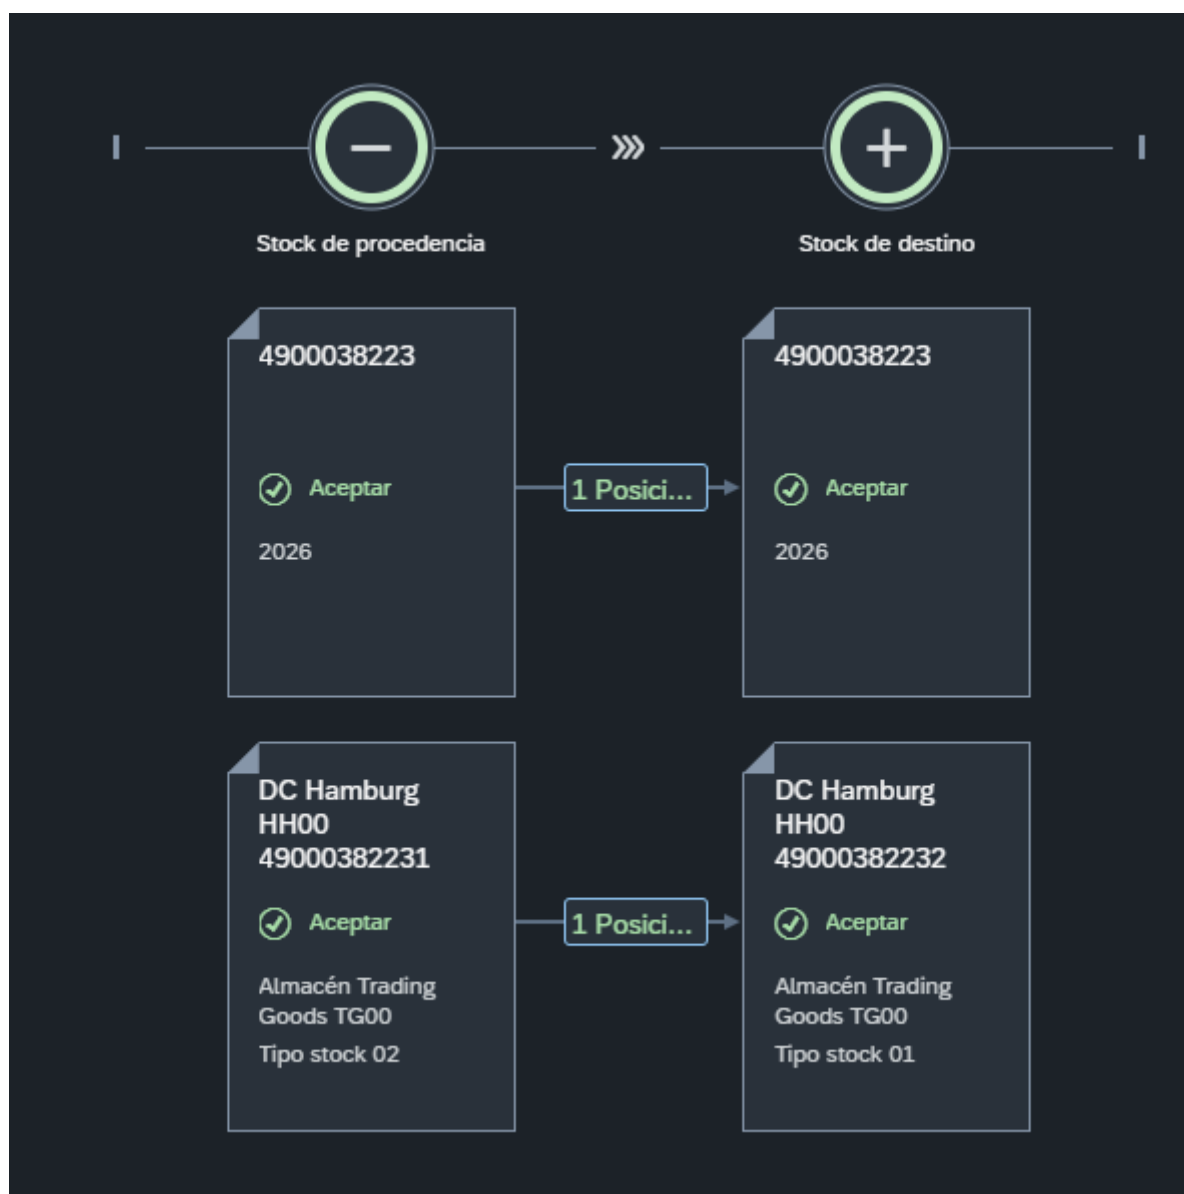 Stock de procedencia
Stock de destino
4900038223
Aceptar
2026
1 Posici...
4900038223
Aceptar
2026
DC Hamburg
HH00
49000382231
Aceptar
Almacén Trading
Goods TG00
Tipo stock 02
1 Posici...
DC Hamburg
HH00
49000382232
Aceptar
Almacén Trading
Goods TG00
Tipo stock 01